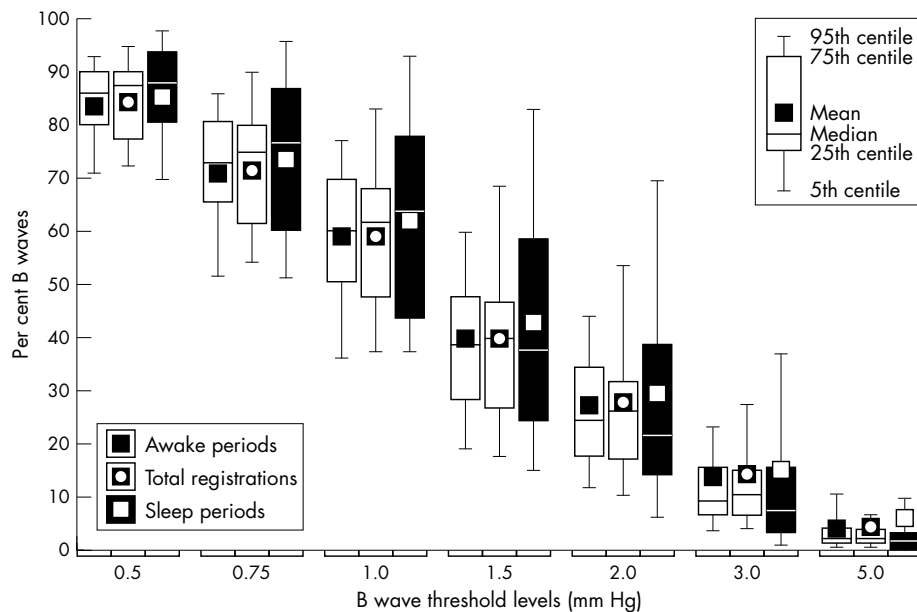 100
90
80
70
60
50
40
30
20
10
0
Per cent B waves
95th centile
75th centile
Mean
Median
25th centile
5th centile
Awake periods
Total registrations
Sleep periods
0.5 0.75 1.0 1.5 2.0 3.0 5.0
B wave threshold levels (mm Hg)